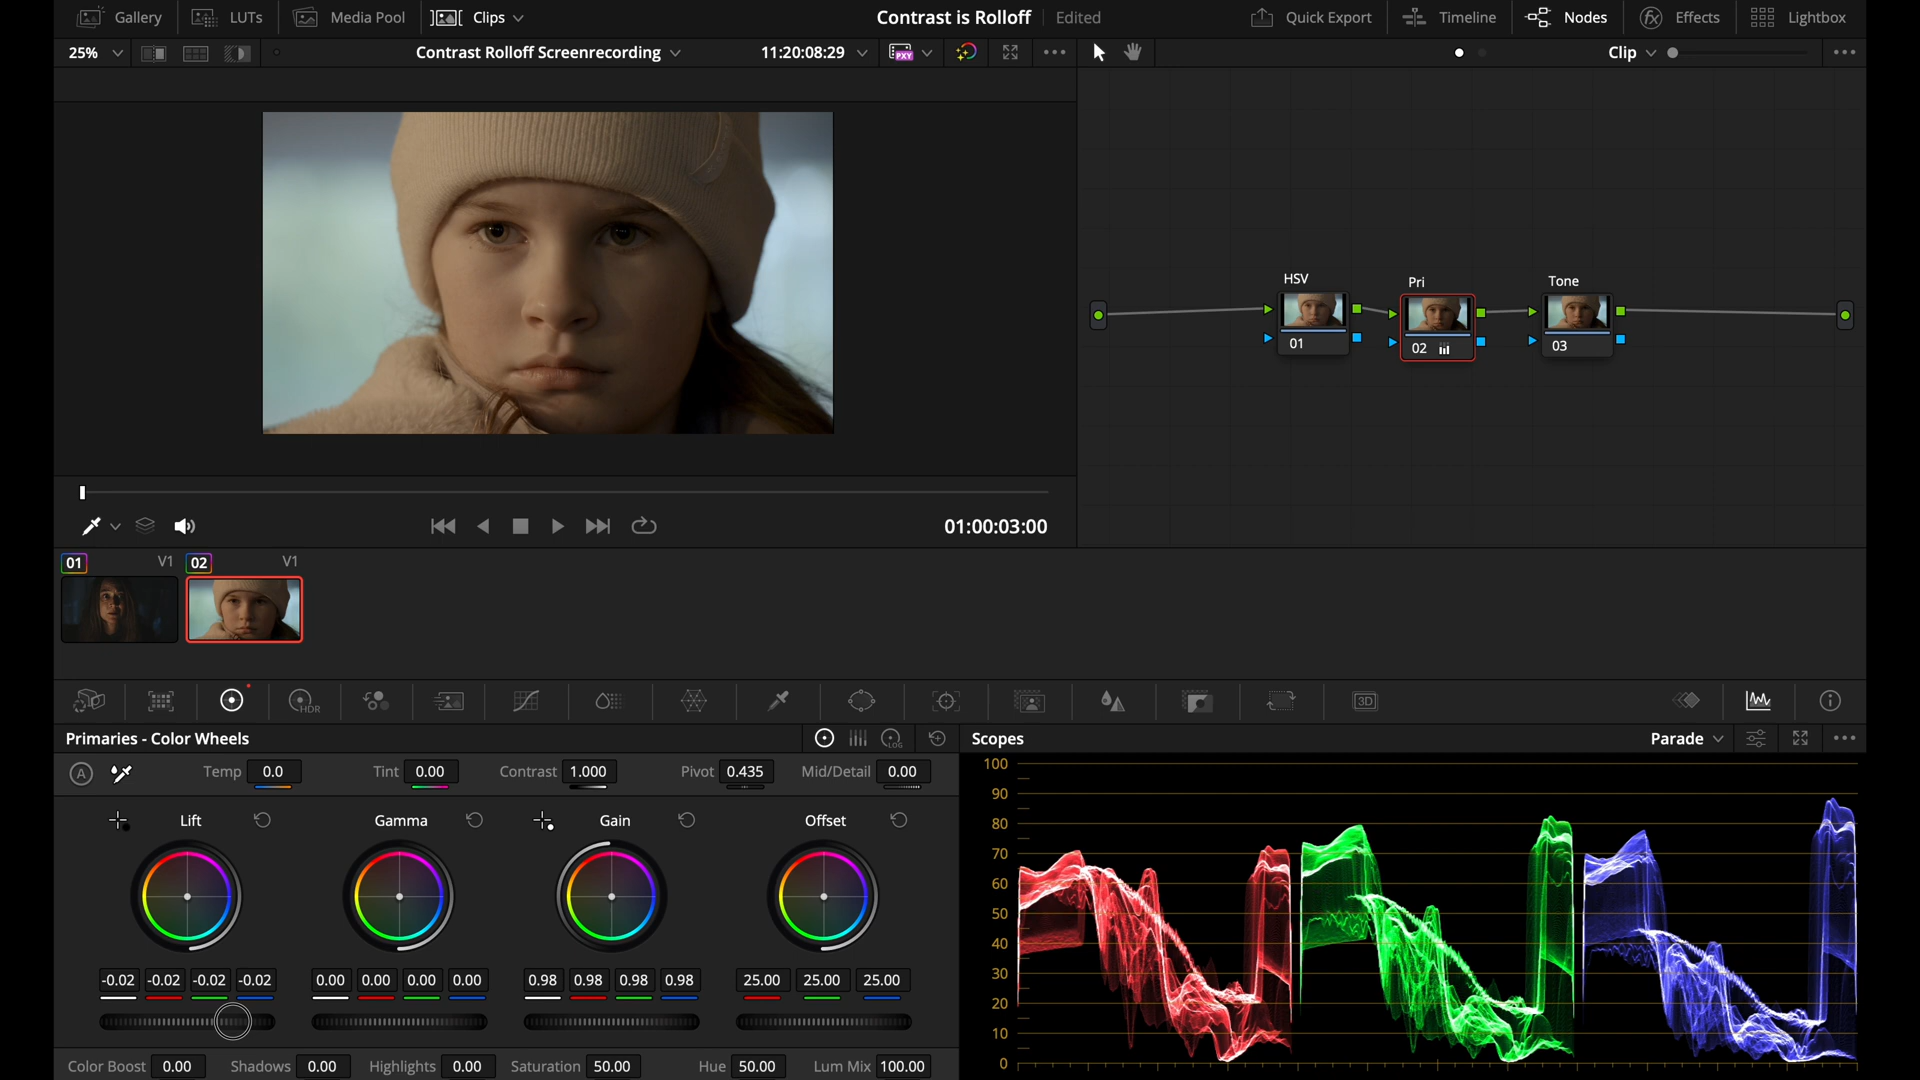 Gallery LUTs Media Pool Clips Contrast is Rolloff Edited Quick Export Timeline Nodes Effects Lightbox
25% Contrast Rolloff Screenrecording 11:20:08:29 PXY Clip
HSV Pri Tone
01 02 03
01:00:03:00
01 V1 02 V1
HDR 3D
Primaries - Color Wheels LOG Scopes Parade
A Temp 0.0 Tint 0.00 Contrast 1.000 Pivot 0.435 Mid/Detail 0.00
Lift Gamma Gain Offset
-0.02 -0.02 -0.02 -0.02 0.00 0.00 0.00 0.00 0.98 0.98 0.98 0.98 25.00 25.00 25.00
Color Boost 0.00 Shadows 0.00 Highlights 0.00 Saturation 50.00 Hue 50.00 Lum Mix 100.00
100
90
80
70
60
50
40
30
20
10
0